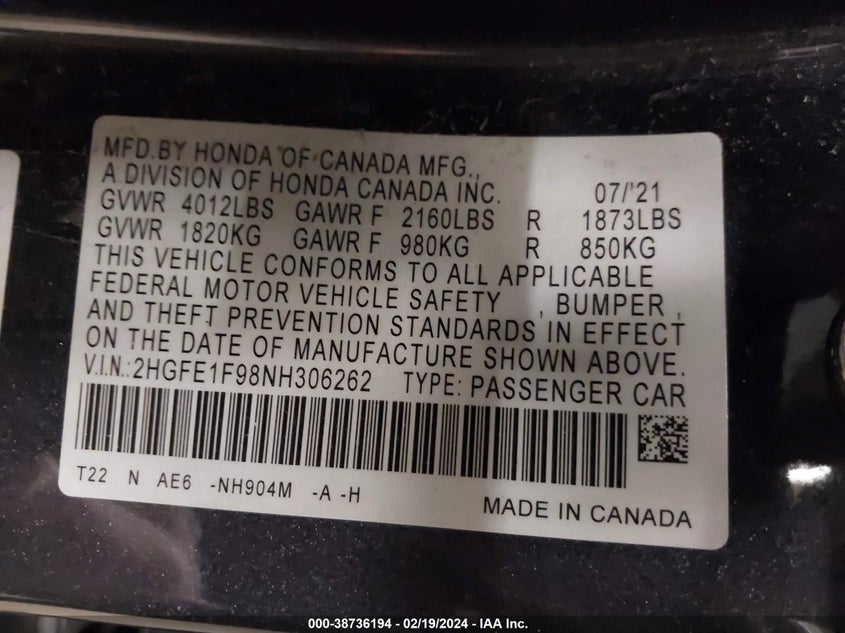 MFD.BY HONDA OF CANADA MFG.,
A DIVISION OF HONDA CANADA INC. 07/'21
GVWR 4012LBS GAWR F 2160LBS R 1873LBS
GVWR 1820KG GAWR F 980KG R 850KG
THIS VEHICLE CONFORMS TO ALL APPLICABLE
FEDERAL MOTOR VEHICLE SAFETY , BUMPER ,
AND THEFT PREVENTION STANDARDS IN EFFECT
ON THE DATE OF MANUFACTURE SHOWN ABOVE.
V.I.N.:2HGFE1F98NH306262 TYPE: PASSENGER CAR
T22 N AE6 -NH904M -A -H
MADE IN CANADA
000-38736194 - 02/19/2024 - IAA Inc.